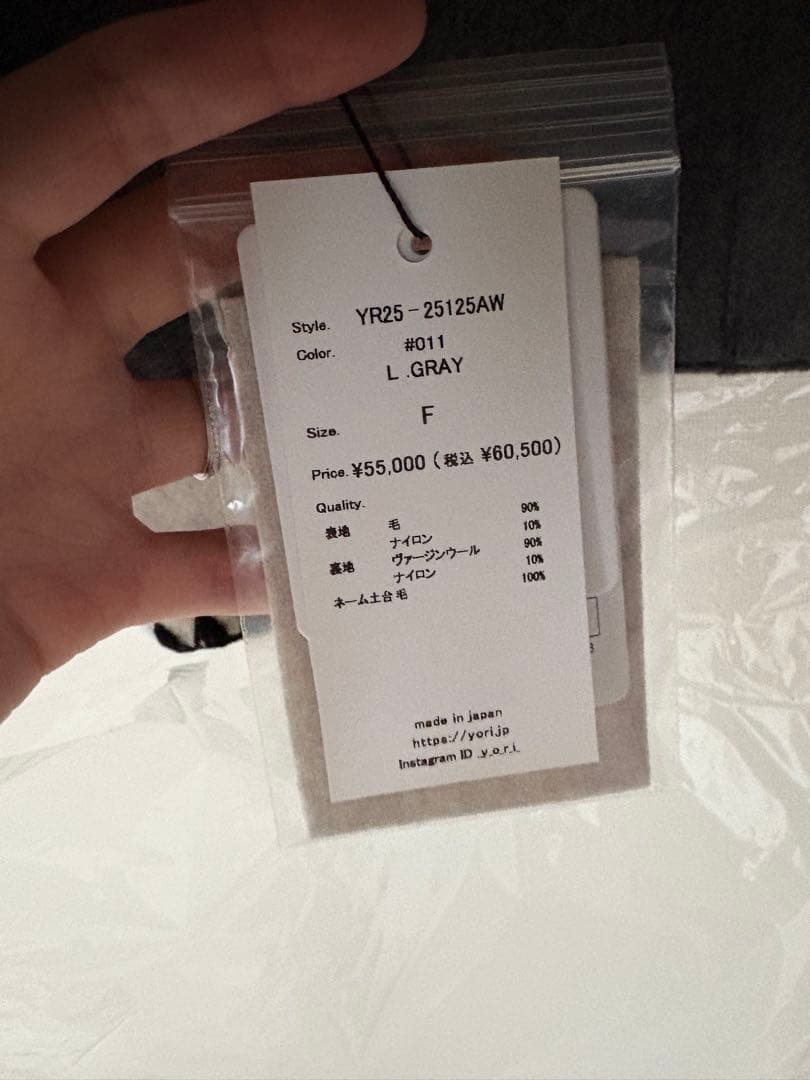 Style. YR25-25125AW
Color. #011
L .GRAY
Size. F
Price. ¥55,000 (税込 ¥60,500)
Quality.
表地 毛 90%
ナイロン 10%
裏地 ヴァージンウール 90%
ナイロン 10%
ネーム土台 毛 100%
made in japan
https://yori.jp
Instagram ID _y_o_r_i_